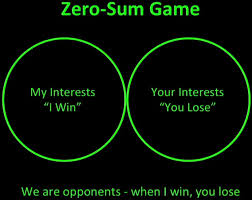 Zero-Sum Game
My Interests
“I Win”
Your Interests
“You Lose”
We are opponents - when I win, you lose